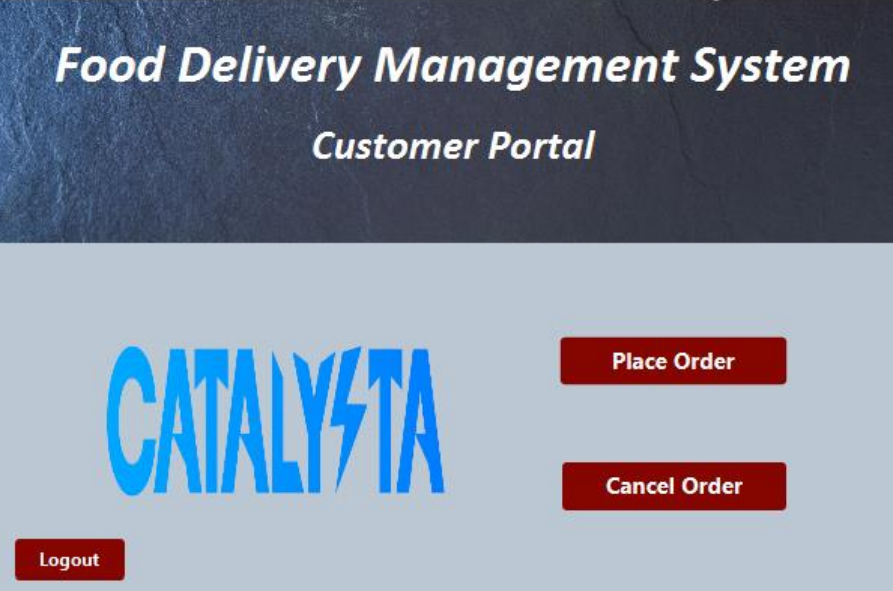 Food Delivery Management System
Customer Portal
CATALYSTA
Place Order
Cancel Order
Logout